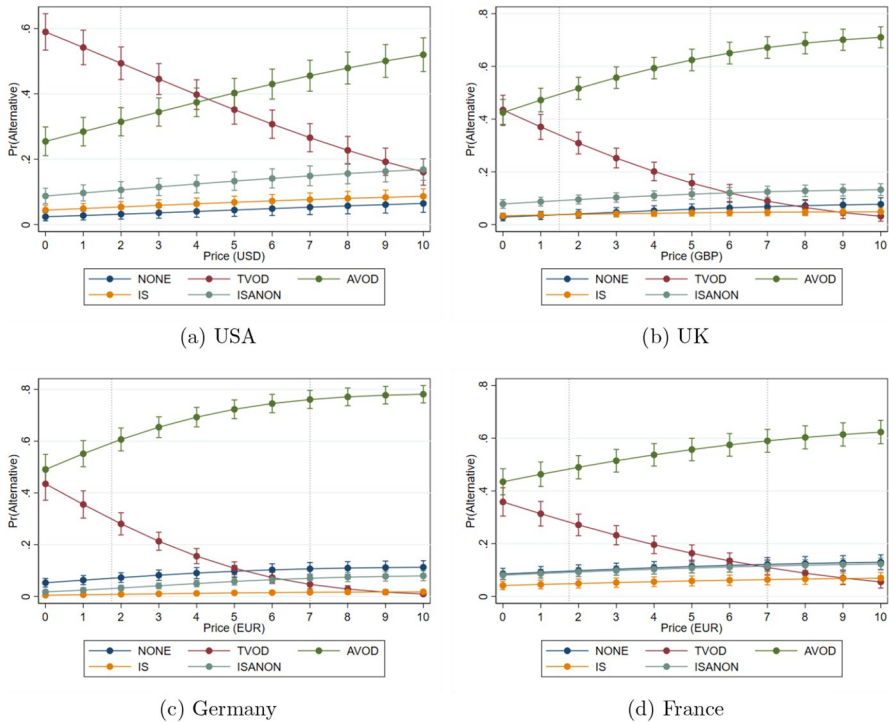 .6
.4
.2
0
Pr(Alternative)
0 1 2 3 4 5 6 7 8 9 10
Price (USD)
NONE TVOD AVOD
IS ISANON
(a) USA
.8
.6
.4
.2
0
Pr(Alternative)
0 1 2 3 4 5 6 7 8 9 10
Price (GBP)
NONE TVOD AVOD
IS ISANON
(b) UK
.8
.6
.4
.2
0
Pr(Alternative)
0 1 2 3 4 5 6 7 8 9 10
Price (EUR)
NONE TVOD AVOD
IS ISANON
(c) Germany
.8
.6
.4
.2
0
Pr(Alternative)
0 1 2 3 4 5 6 7 8 9 10
Price (EUR)
NONE TVOD AVOD
IS ISANON
(d) France